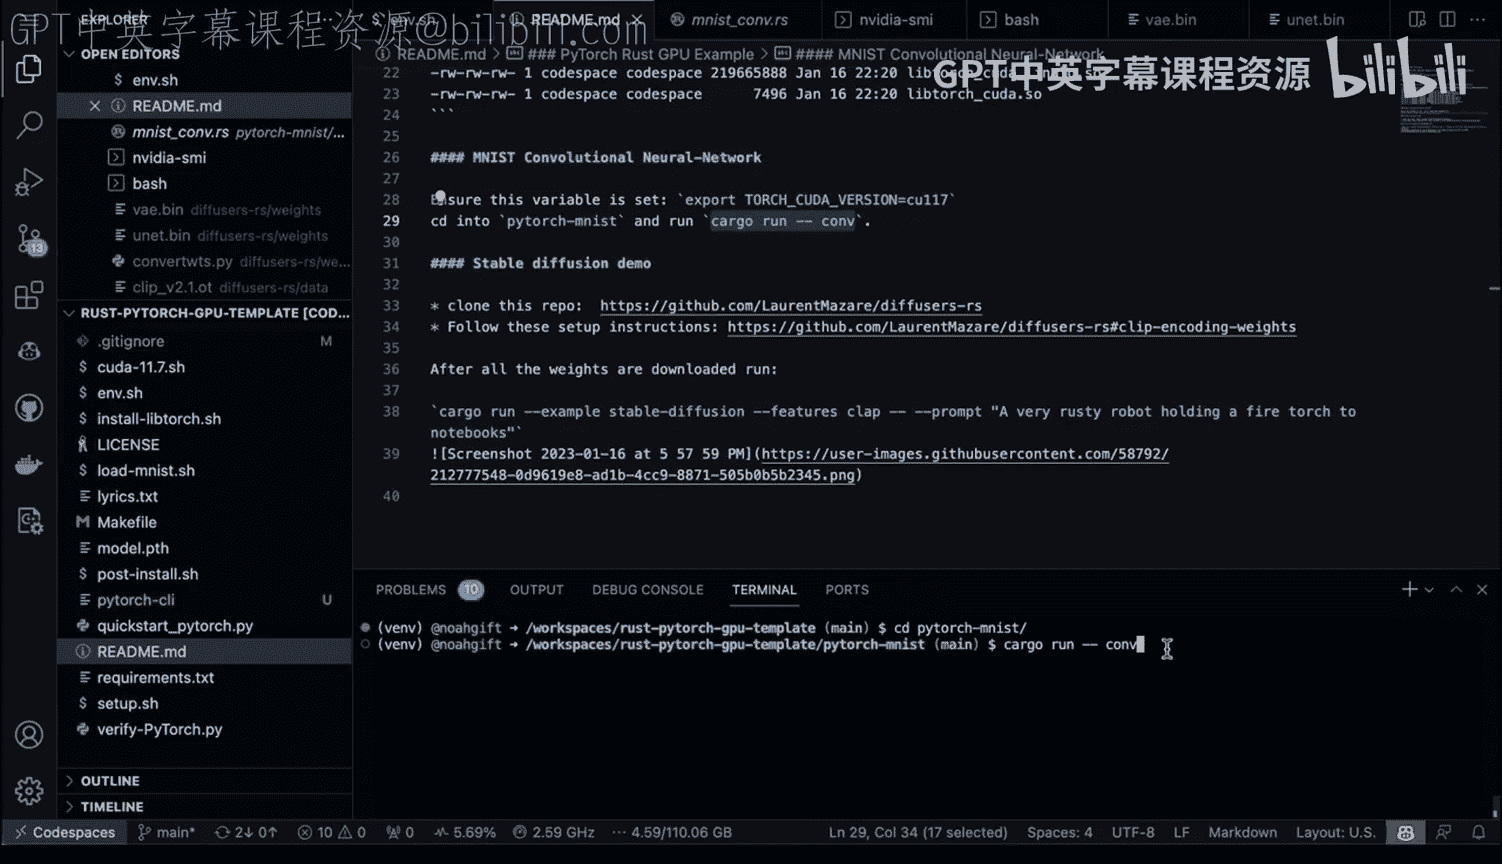 GPT中英字幕课程资源@bilibili.com
GPT中英字幕课程资源 bilibili
EXPLORER
env.sh
README.md
mnist_conv.rs
nvidia-smi
bash
vae.bin
unet.bin
OPEN EDITORS
env.sh
README.md
mnist_conv.rs pytorch-mnist/...
nvidia-smi
bash
vae.bin diffusers-rs/weights
unet.bin diffusers-rs/weights
convertwts.py diffusers-rs/we...
clip_v2.1.ot diffusers-rs/data
13
RUST-PYTORCH-GPU-TEMPLATE [COD...
.gitignore M
cuda-11.7.sh
env.sh
install-libtorch.sh
LICENSE
load-mnist.sh
lyrics.txt
Makefile
model.pth
post-install.sh
pytorch-cli U
quickstart_pytorch.py
README.md
requirements.txt
setup.sh
verify-PyTorch.py
OUTLINE
TIMELINE
README.md > ### PyTorch Rust GPU Example > #### MNIST Convolutional Neural-Network
22 -rw-rw-rw- 1 codespace codespace 219665888 Jan 16 22:20
23 -rw-rw-rw- 1 codespace codespace 7496 Jan 16 22:20 libtorch_cuda.so
24 ```
25
26 #### MNIST Convolutional Neural-Network
27
28 Ensure this variable is set: `export TORCH_CUDA_VERSION=cu117`
29 cd into `pytorch-mnist` and run `cargo run -- conv`.
30
31 #### Stable diffusion demo
32
33 * clone this repo: https://github.com/LaurentMazare/diffusers-rs
34 * Follow these setup instructions: https://github.com/LaurentMazare/diffusers-rs#clip-encoding-weights
35
36 After all the weights are downloaded run:
37
38 `cargo run --example stable-diffusion --features clap -- --prompt "A very rusty robot holding a fire torch to
notebooks"`
39 ![Screenshot 2023-01-16 at 5 57 59 PM](https://user-images.githubusercontent.com/58792/
212777548-0d9619e8-ad1b-4cc9-8871-505b0b5b2345.png)
40
PROBLEMS 10 OUTPUT DEBUG CONSOLE TERMINAL PORTS
(venv) @noahgift → /workspaces/rust-pytorch-gpu-template (main) $ cd pytorch-mnist/
(venv) @noahgift → /workspaces/rust-pytorch-gpu-template/pytorch-mnist (main) $ cargo run -- conv
Codespaces main* 2↓ 0↑ 10 0 0 5.69% 2.59 GHz 4.59/110.06 GB Ln 29, Col 34 (17 selected) Spaces: 4 UTF-8 LF Markdown Layout: U.S.